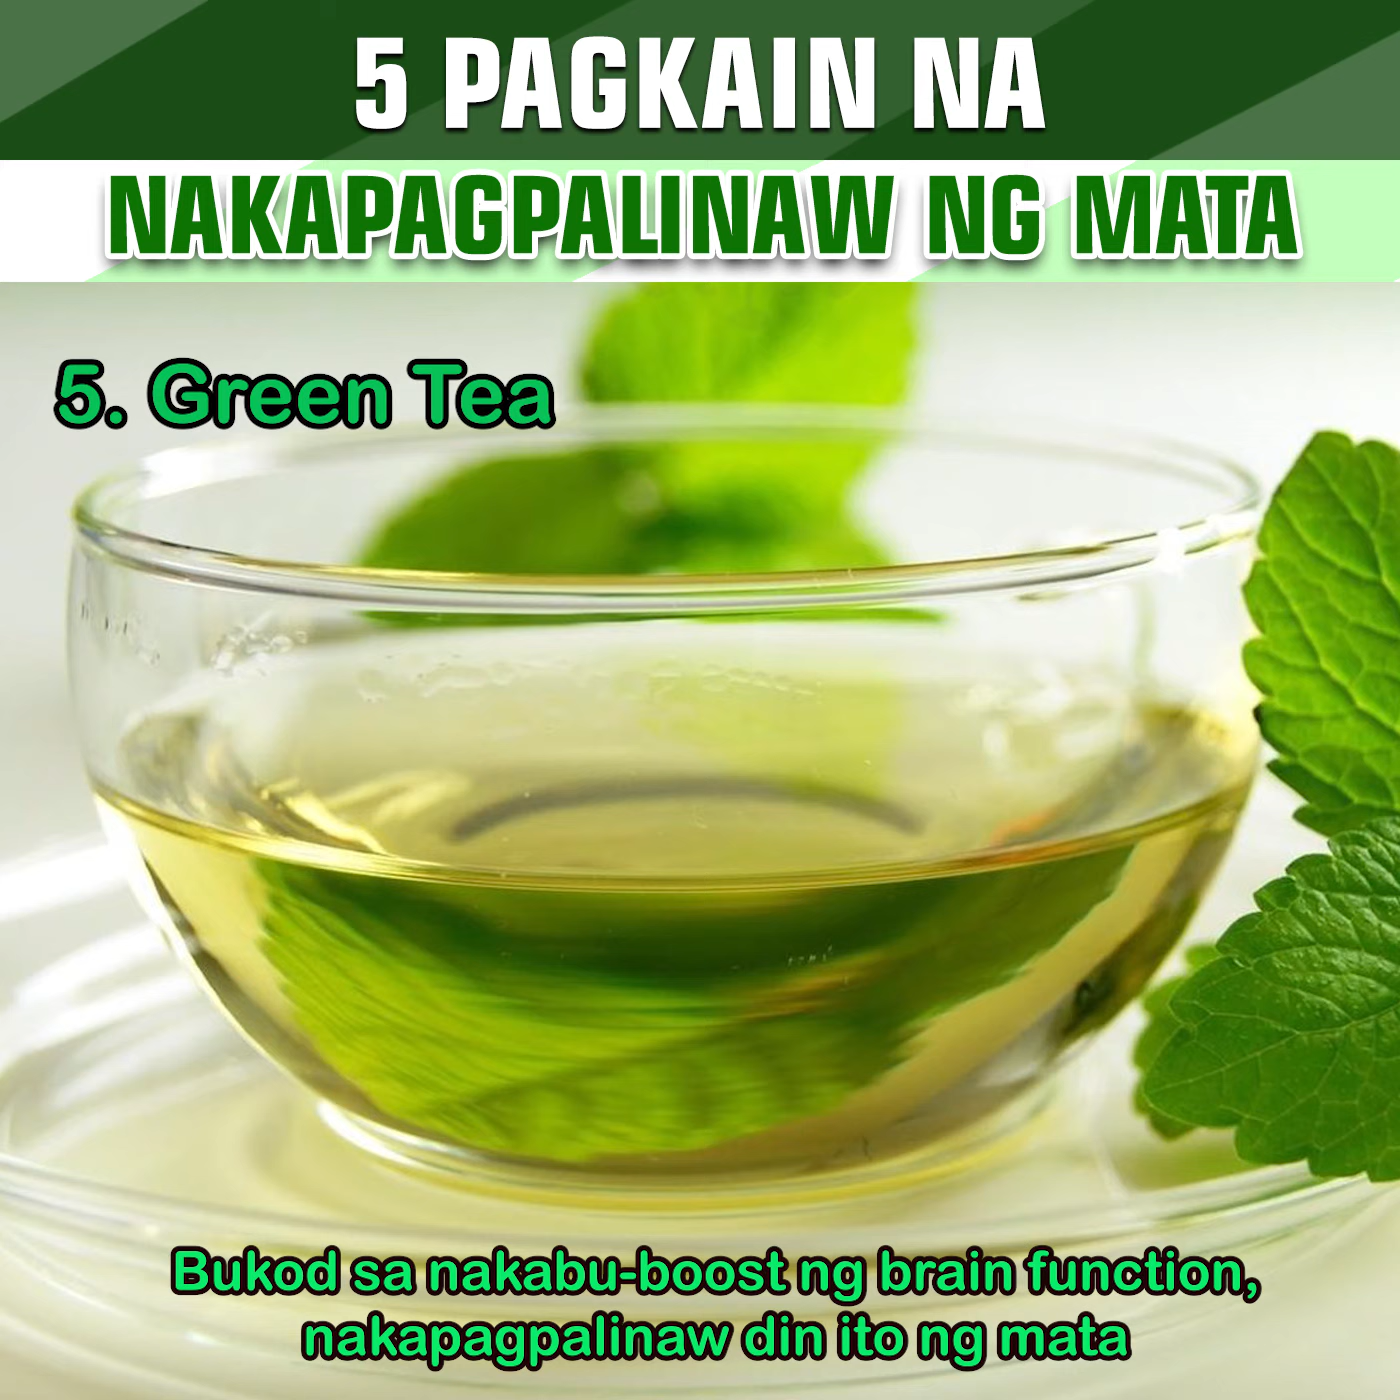 5 PAGKAIN NA
NAKAPAGPALINAW NG MATA
5. Green Tea
Bukod sa nakabu-boost ng brain function,
nakapagpalinaw din ito ng mata